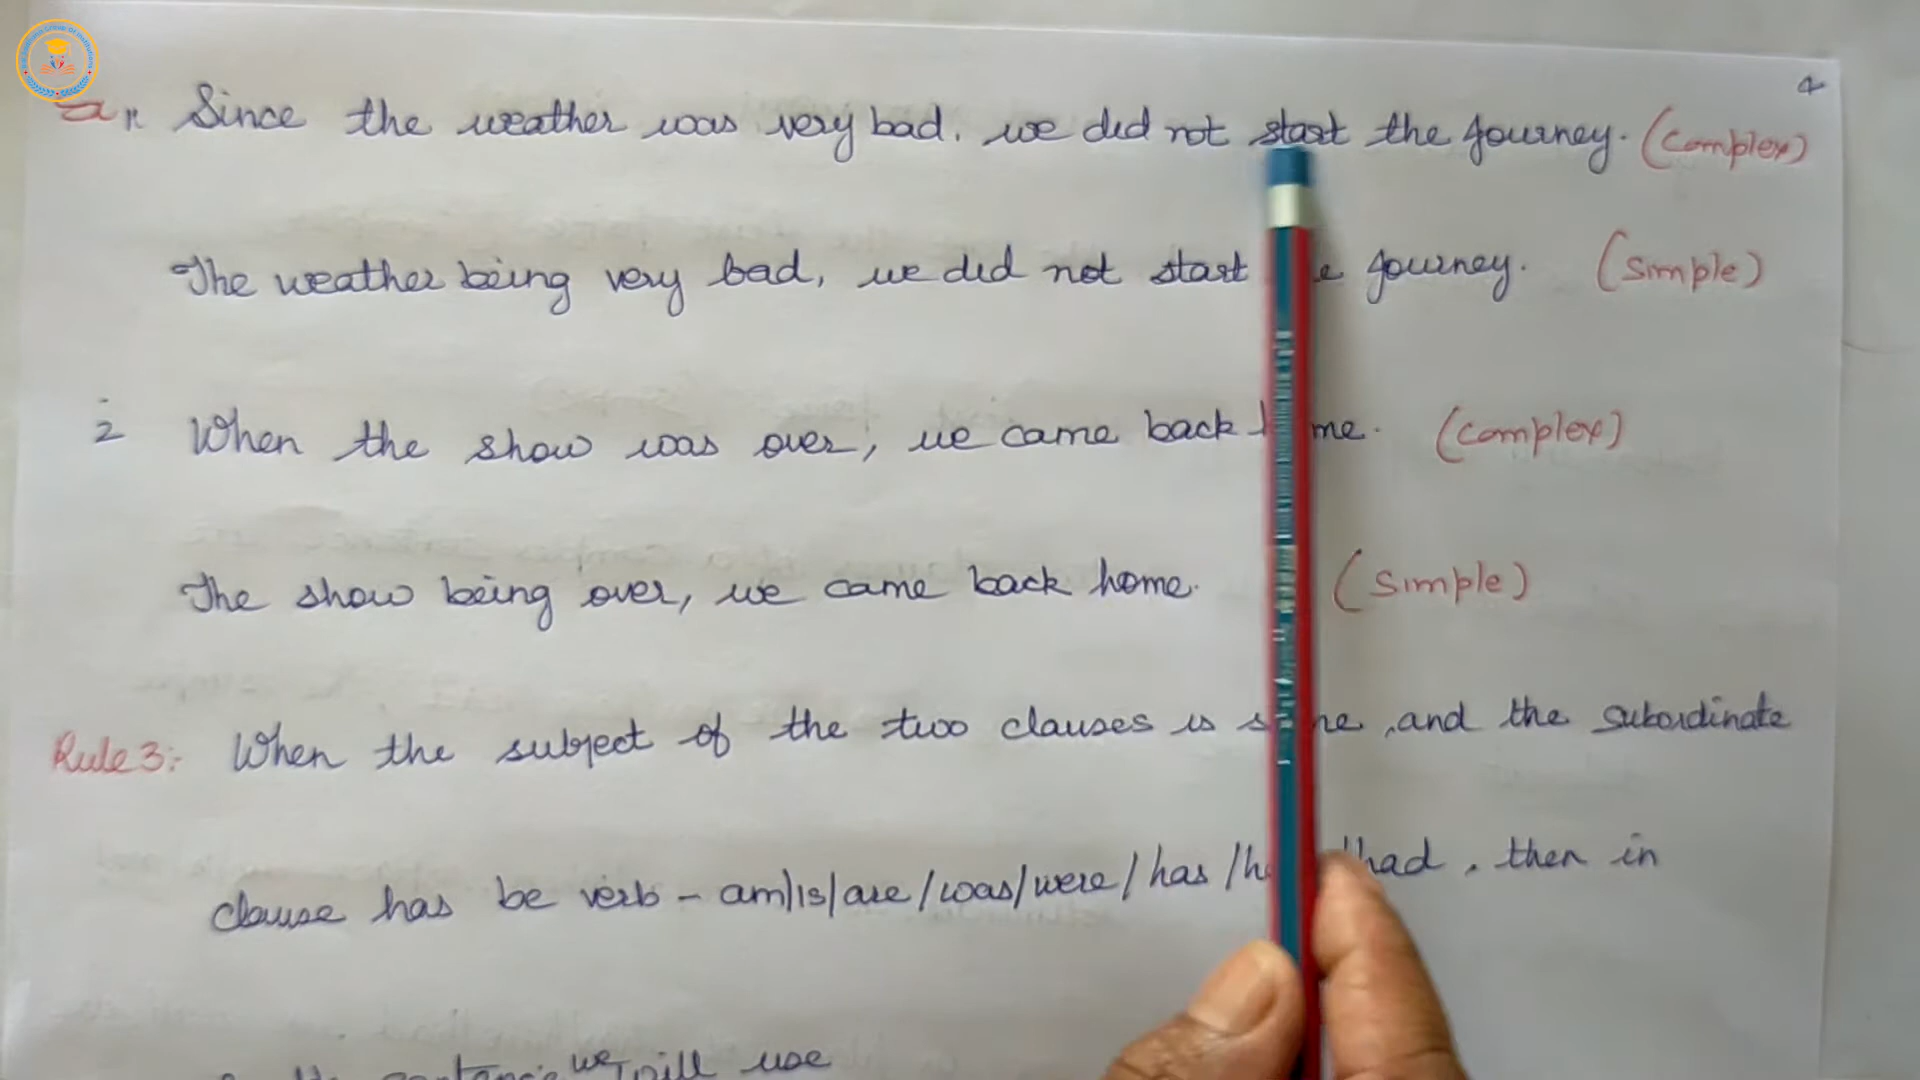 4
Since the weather was very bad. we did not start the journey. (complex)
The weather being very bad, we did not start journey. (simple)
2 When the show was over, we came back home. (complex)
The show being over, we came back home. (simple)
Rule 3:- When the subject of the two clauses is same, and the subordinate
clause has be verb - am/is/are/was/were/has/ had, then in
we will use